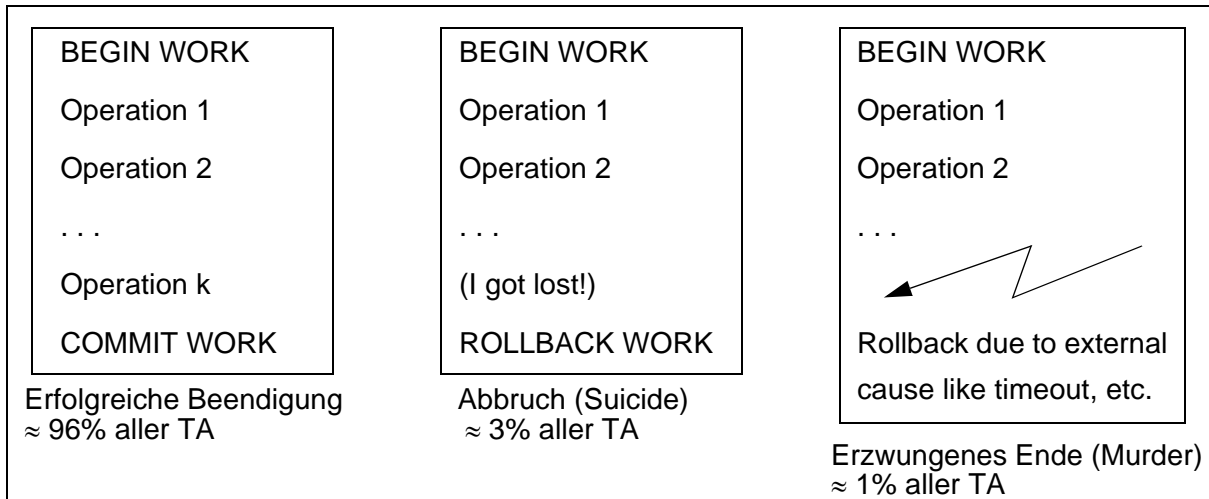 BEGIN WORK
Operation 1
Operation 2
. . .
Operation k
COMMIT WORK
Erfolgreiche Beendigung
≈ 96% aller TA
BEGIN WORK
Operation 1
Operation 2
. . .
(I got lost!)
ROLLBACK WORK
Abbruch (Suicide)
≈ 3% aller TA
BEGIN WORK
Operation 1
Operation 2
. . .
Rollback due to external
cause like timeout, etc.
Erzwungenes Ende (Murder)
≈ 1% aller TA